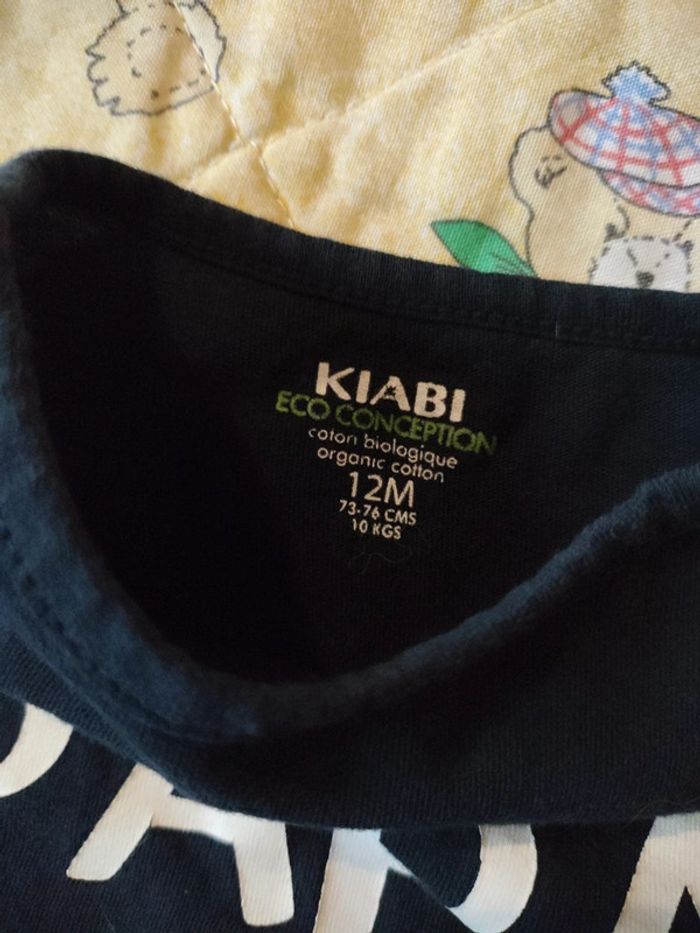 KIABI
ECO CONCEPTION
coton biologique
organic cotton
12M
73-76 CMS
10 KGS